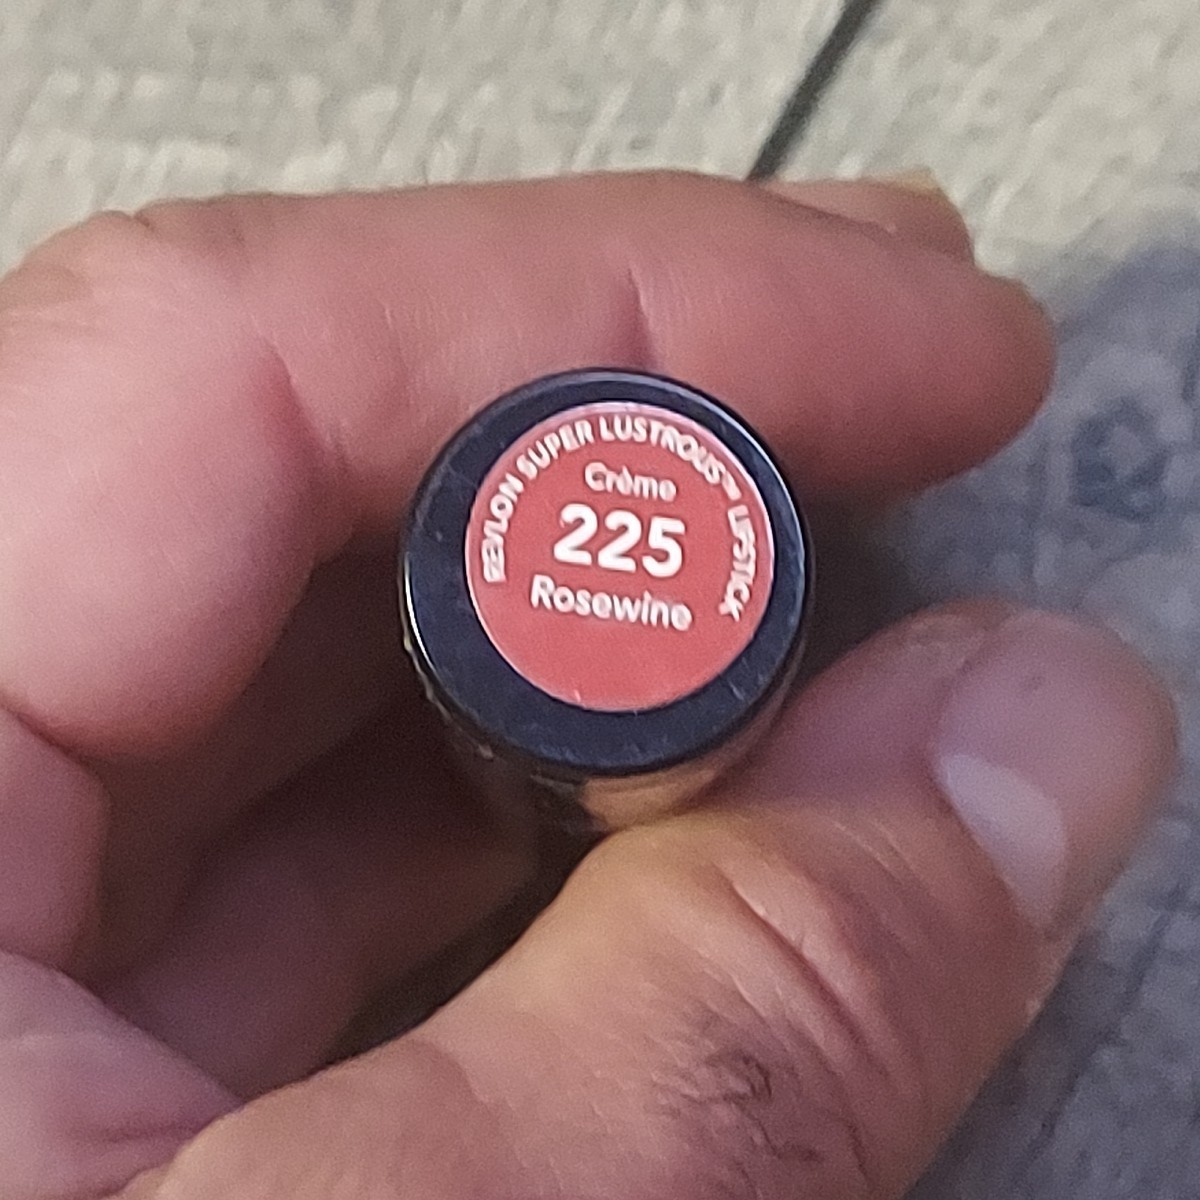 REVLON SUPER LUSTROUS™ LIPSTICK
Crème
225
Rosewine